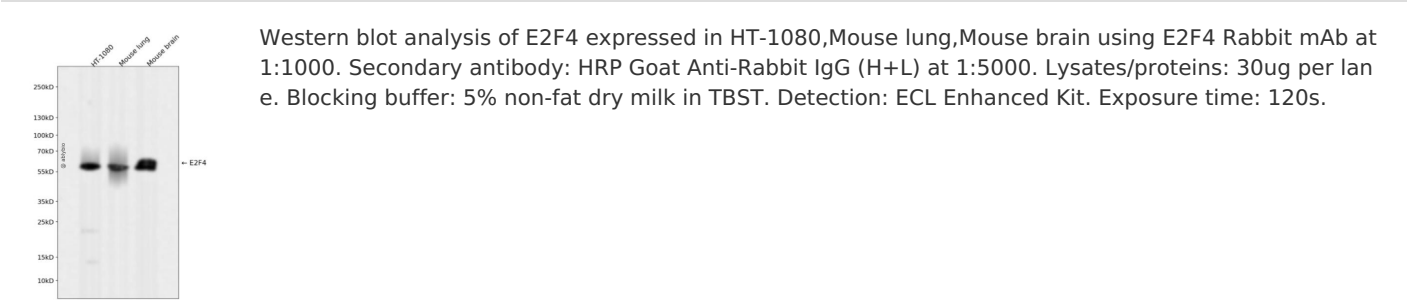 HT-1080
Mouse lung
Mouse brain
250kD
130kD
100kD
70kD
55kD
35kD
25kD
15kD
10kD
@ abybio
← E2F4
Western blot analysis of E2F4 expressed in HT-1080,Mouse lung,Mouse brain using E2F4 Rabbit mAb at
1:1000. Secondary antibody: HRP Goat Anti-Rabbit IgG (H+L) at 1:5000. Lysates/proteins: 30ug per lan
e. Blocking buffer: 5% non-fat dry milk in TBST. Detection: ECL Enhanced Kit. Exposure time: 120s.